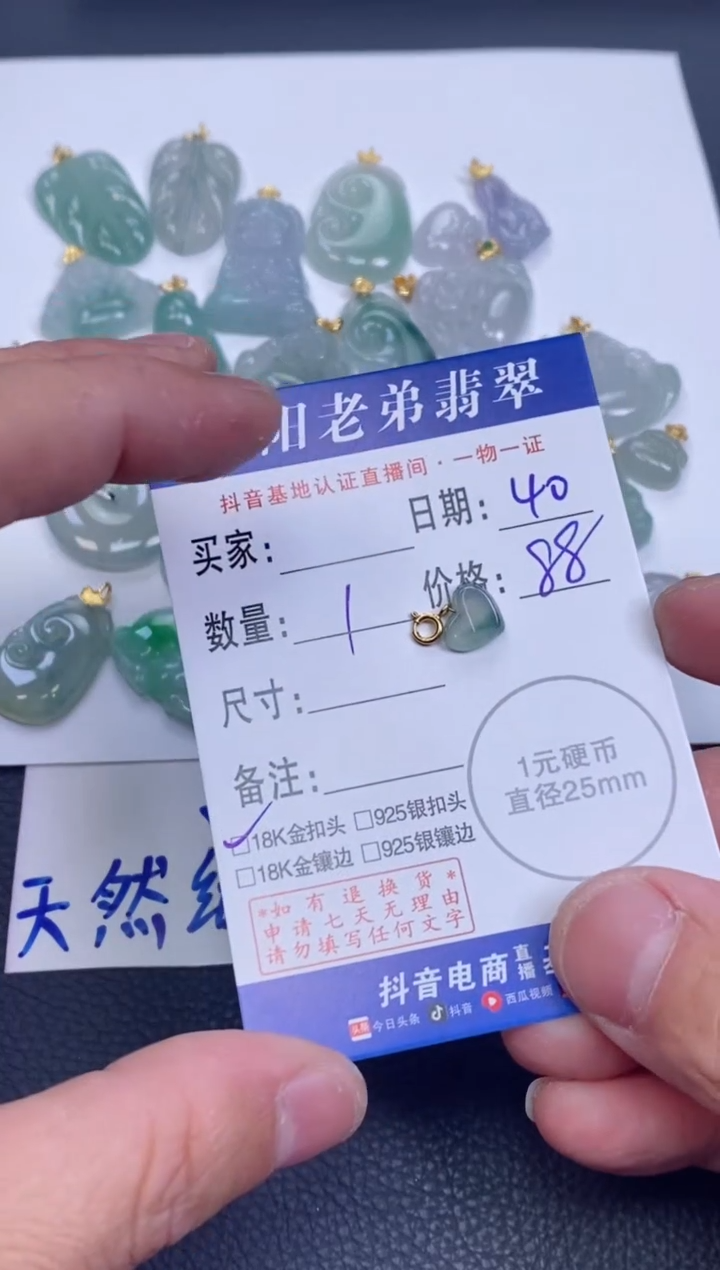 阳老弟翡翠
抖音基地认证直播间·一物一证
买家：
日期：40
数量：1
价格：88
尺寸：
备注：
1元硬币
直径25mm
☑18K金扣头 □925银扣头
□18K金镶边 □925银镶边
*如有退换货*
申请七天无理由
请勿填写任何文字
抖音电商 直播
头条 今日头条 抖音 西瓜视频
天然